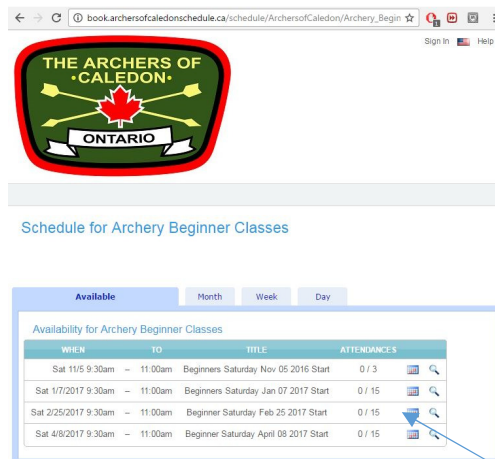 book.archersofcaledonschedule.ca/schedule/ArchersofCaledon/Archery_Begin
1
Sign In Help
THE ARCHERS OF
•CALEDON•
ONTARIO
Schedule for Archery Beginner Classes
Available Month Week Day
Availability for Archery Beginner Classes
WHEN TO TITLE ATTENDANCES
Sat 11/5 9:30am – 11:00am Beginners Saturday Nov 05 2016 Start 0 / 3
Sat 1/7/2017 9:30am – 11:00am Beginners Saturday Jan 07 2017 Start 0 / 15
Sat 2/25/2017 9:30am – 11:00am Beginner Saturday Feb 25 2017 Start 0 / 15
Sat 4/8/2017 9:30am – 11:00am Beginner Saturday April 08 2017 Start 0 / 15